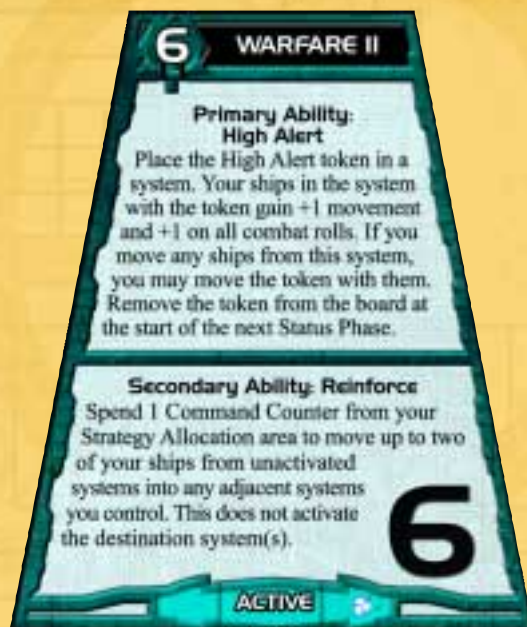 6 WARFARE II
Primary Ability:
High Alert
Place the High Alert token in a
system. Your ships in the system
with the token gain +1 movement
and +1 on all combat rolls. If you
move any ships from this system,
you may move the token with them.
Remove the token from the board at
the start of the next Status Phase.
Secondary Ability: Reinforce
Spend 1 Command Counter from your
Strategy Allocation area to move up to two
of your ships from unactivated
systems into any adjacent systems
you control. This does not activate
the destination system(s).
6
ACTIVE